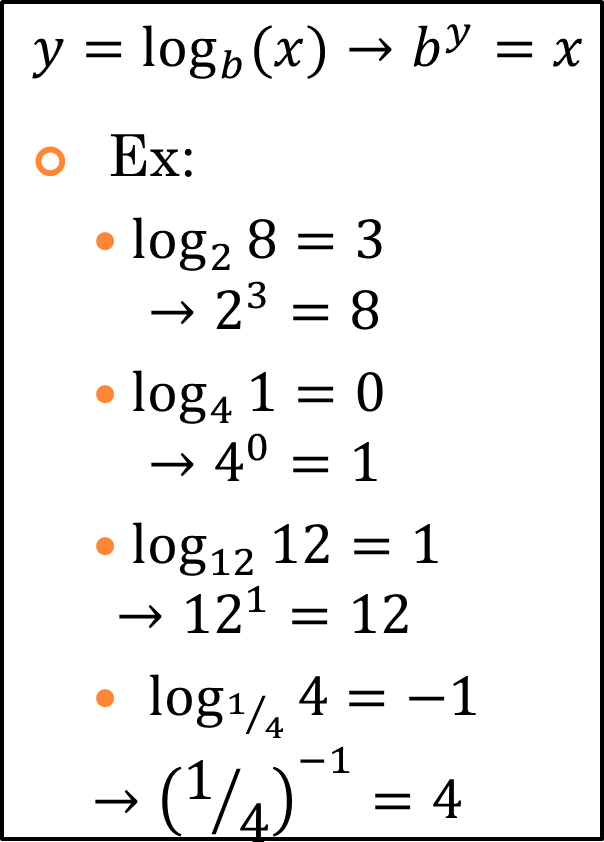 y = log_b(x) → b^y = x
Ex:
• log₂ 8 = 3
→ 2³ = 8
• log₄ 1 = 0
→ 4⁰ = 1
• log₁₂ 12 = 1
→ 12¹ = 12
• log_{1/4} 4 = −1
→ (1/4)⁻¹ = 4